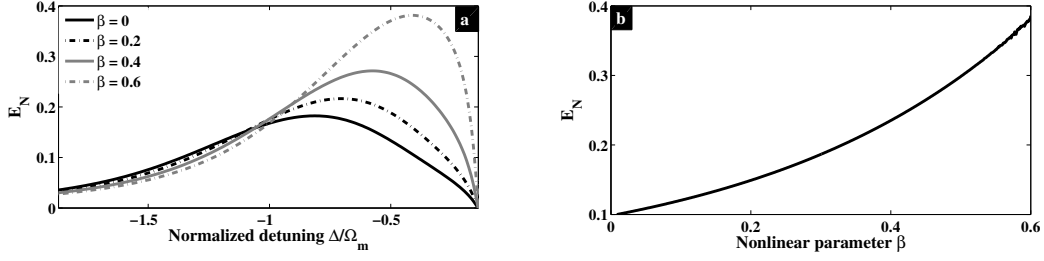 a
β = 0
β = 0.2
β = 0.4
β = 0.6
E_N
0.4
0.3
0.2
0.1
0
−1.5
−1
−0.5
Normalized detuning Δ/Ω_m
b
E_N
0.4
0.3
0.2
0.1
0
0.2
0.4
0.6
Nonlinear parameter β